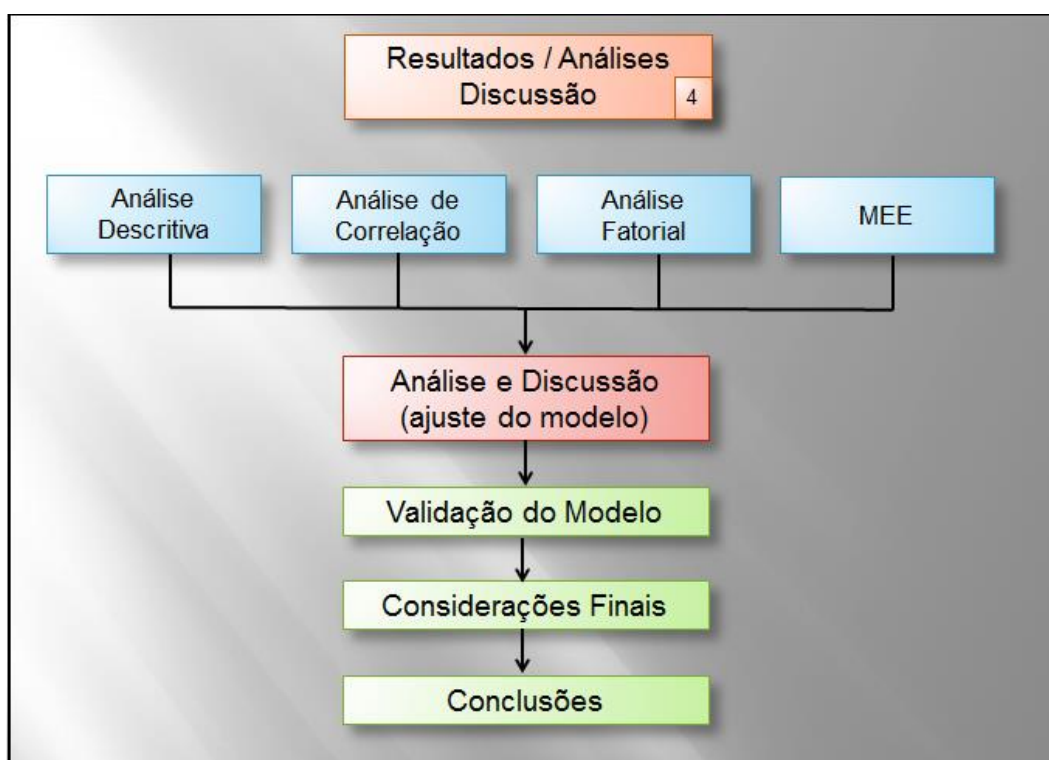 Resultados / Análises
Discussão
4
Análise
Descritiva
Análise de
Correlação
Análise
Fatorial
MEE
Análise e Discussão
(ajuste do modelo)
Validação do Modelo
Considerações Finais
Conclusões